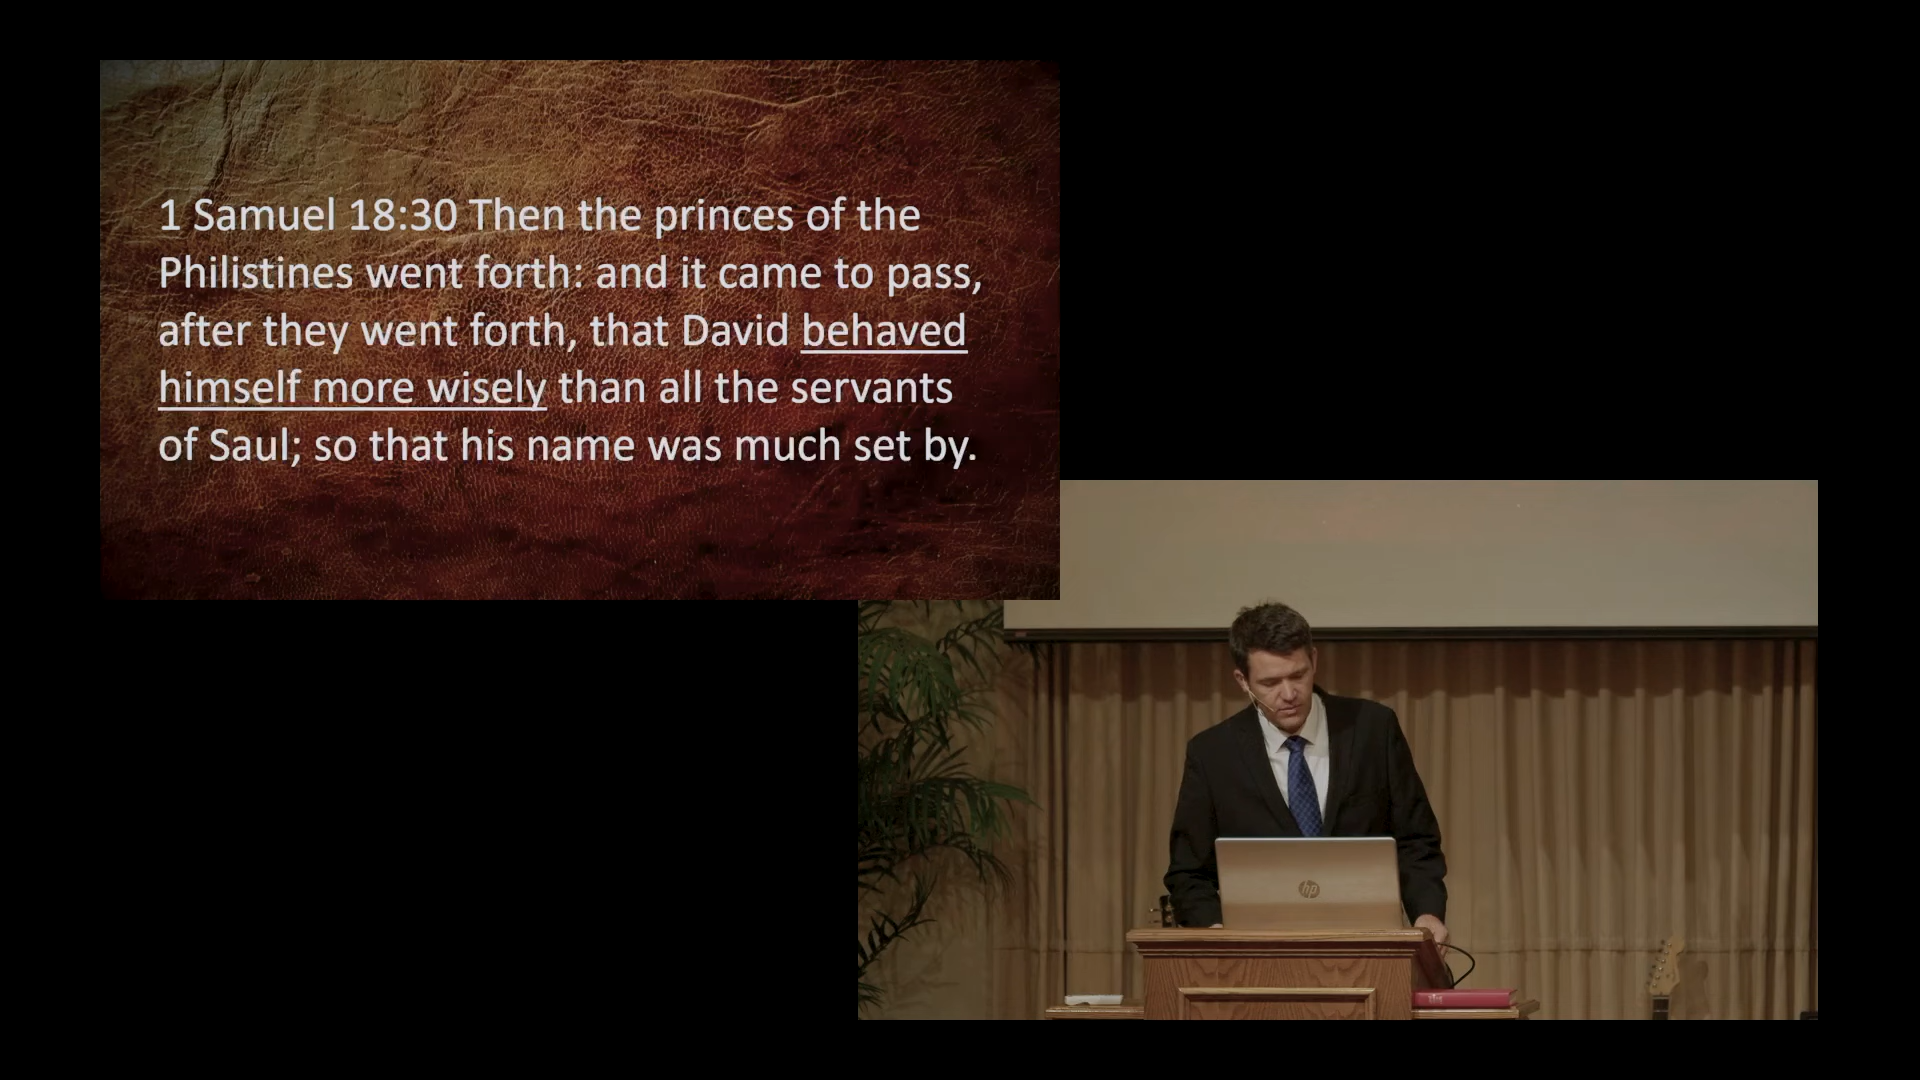 1 Samuel 18:30 Then the princes of the
Philistines went forth: and it came to pass,
after they went forth, that David behaved
himself more wisely than all the servants
of Saul; so that his name was much set by.
hp